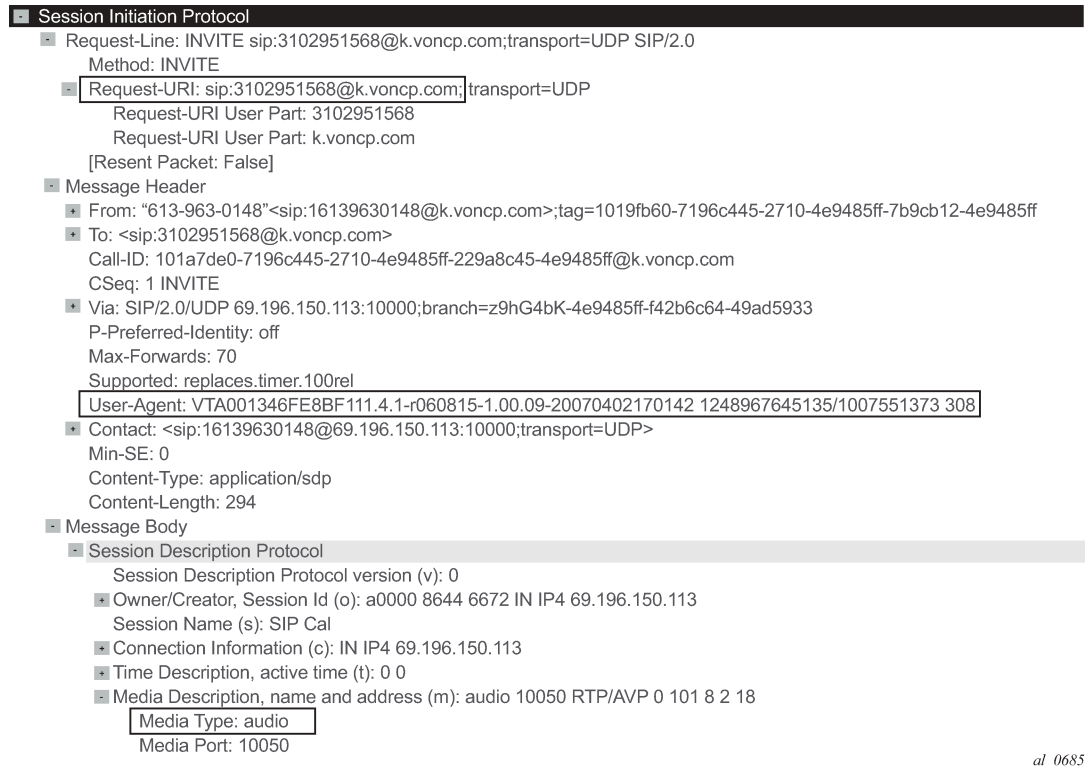 Session Initiation Protocol
Request-Line: INVITE sip:3102951568@k.voncp.com;transport=UDP SIP/2.0
Method: INVITE
Request-URI: sip:3102951568@k.voncp.com; transport=UDP
Request-URI User Part: 3102951568
Request-URI User Part: k.voncp.com
[Resent Packet: False]
Message Header
From: “613-963-0148”<sip:16139630148@k.voncp.com>;tag=1019fb60-7196c445-2710-4e9485ff-7b9cb12-4e9485ff
To: <sip:3102951568@k.voncp.com>
Call-ID: 101a7de0-7196c445-2710-4e9485ff-229a8c45-4e9485ff@k.voncp.com
CSeq: 1 INVITE
Via: SIP/2.0/UDP 69.196.150.113:10000;branch=z9hG4bK-4e9485ff-f42b6c64-49ad5933
P-Preferred-Identity: off
Max-Forwards: 70
Supported: replaces.timer.100rel
User-Agent: VTA001346FE8BF111.4.1-r060815-1.00.09-20070402170142 1248967645135/1007551373 308
Contact: <sip:16139630148@69.196.150.113:10000;transport=UDP>
Min-SE: 0
Content-Type: application/sdp
Content-Length: 294
Message Body
Session Description Protocol
Session Description Protocol version (v): 0
Owner/Creator, Session Id (o): a0000 8644 6672 IN IP4 69.196.150.113
Session Name (s): SIP Cal
Connection Information (c): IN IP4 69.196.150.113
Time Description, active time (t): 0 0
Media Description, name and address (m): audio 10050 RTP/AVP 0 101 8 2 18
Media Type: audio
Media Port: 10050
al_0685